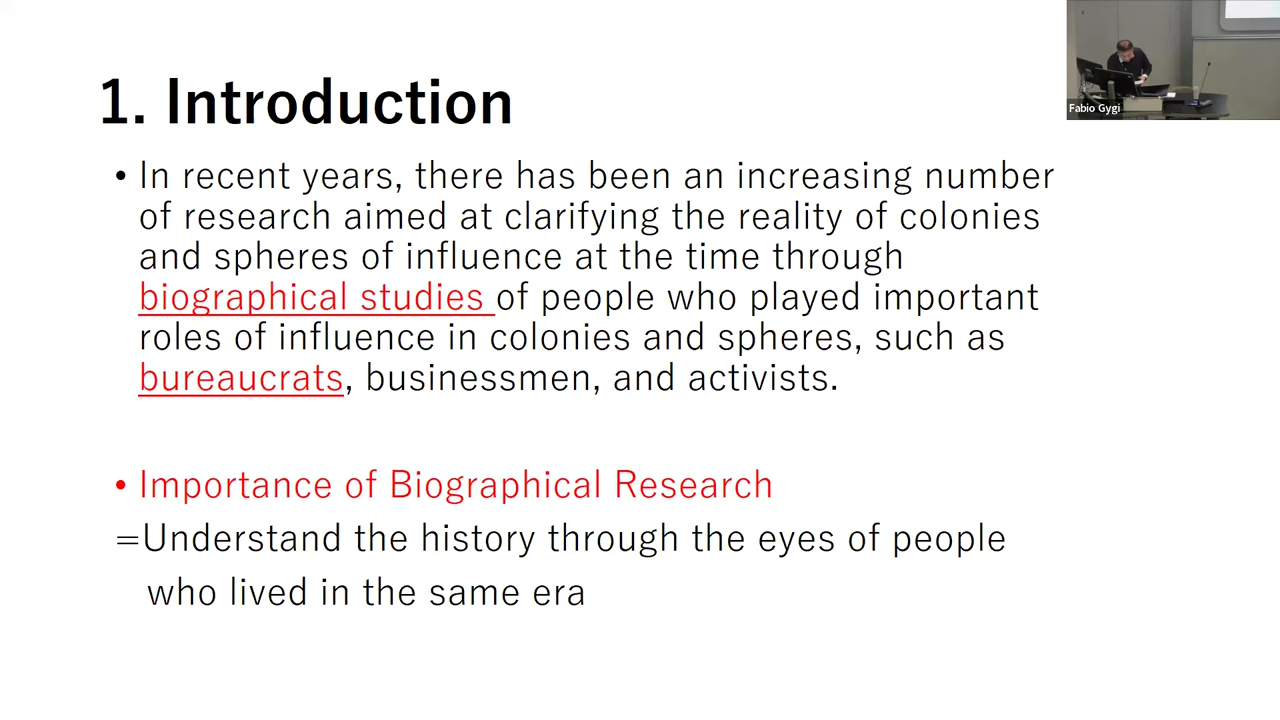 1. Introduction
Fabio Gygi
• In recent years, there has been an increasing number
of research aimed at clarifying the reality of colonies
and spheres of influence at the time through
biographical studies of people who played important
roles of influence in colonies and spheres, such as
bureaucrats, businessmen, and activists.
• Importance of Biographical Research
=Understand the history through the eyes of people
who lived in the same era